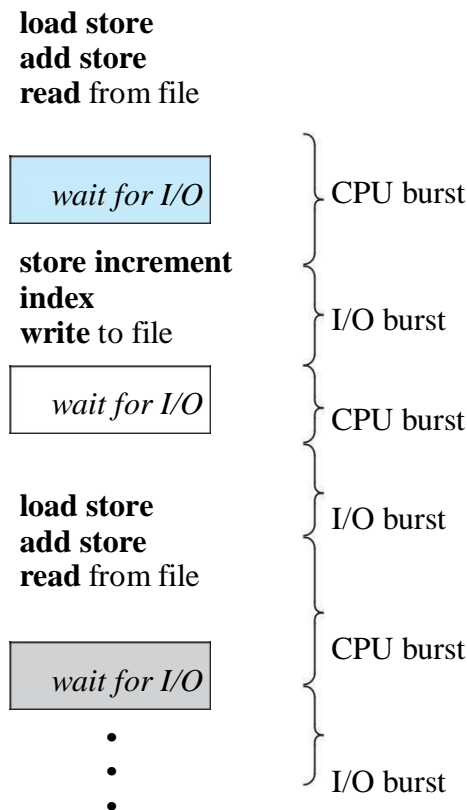 load store
add store
read from file
wait for I/O
CPU burst
store increment
index
write to file
I/O burst
wait for I/O
CPU burst
load store
add store
read from file
I/O burst
wait for I/O
CPU burst
I/O burst